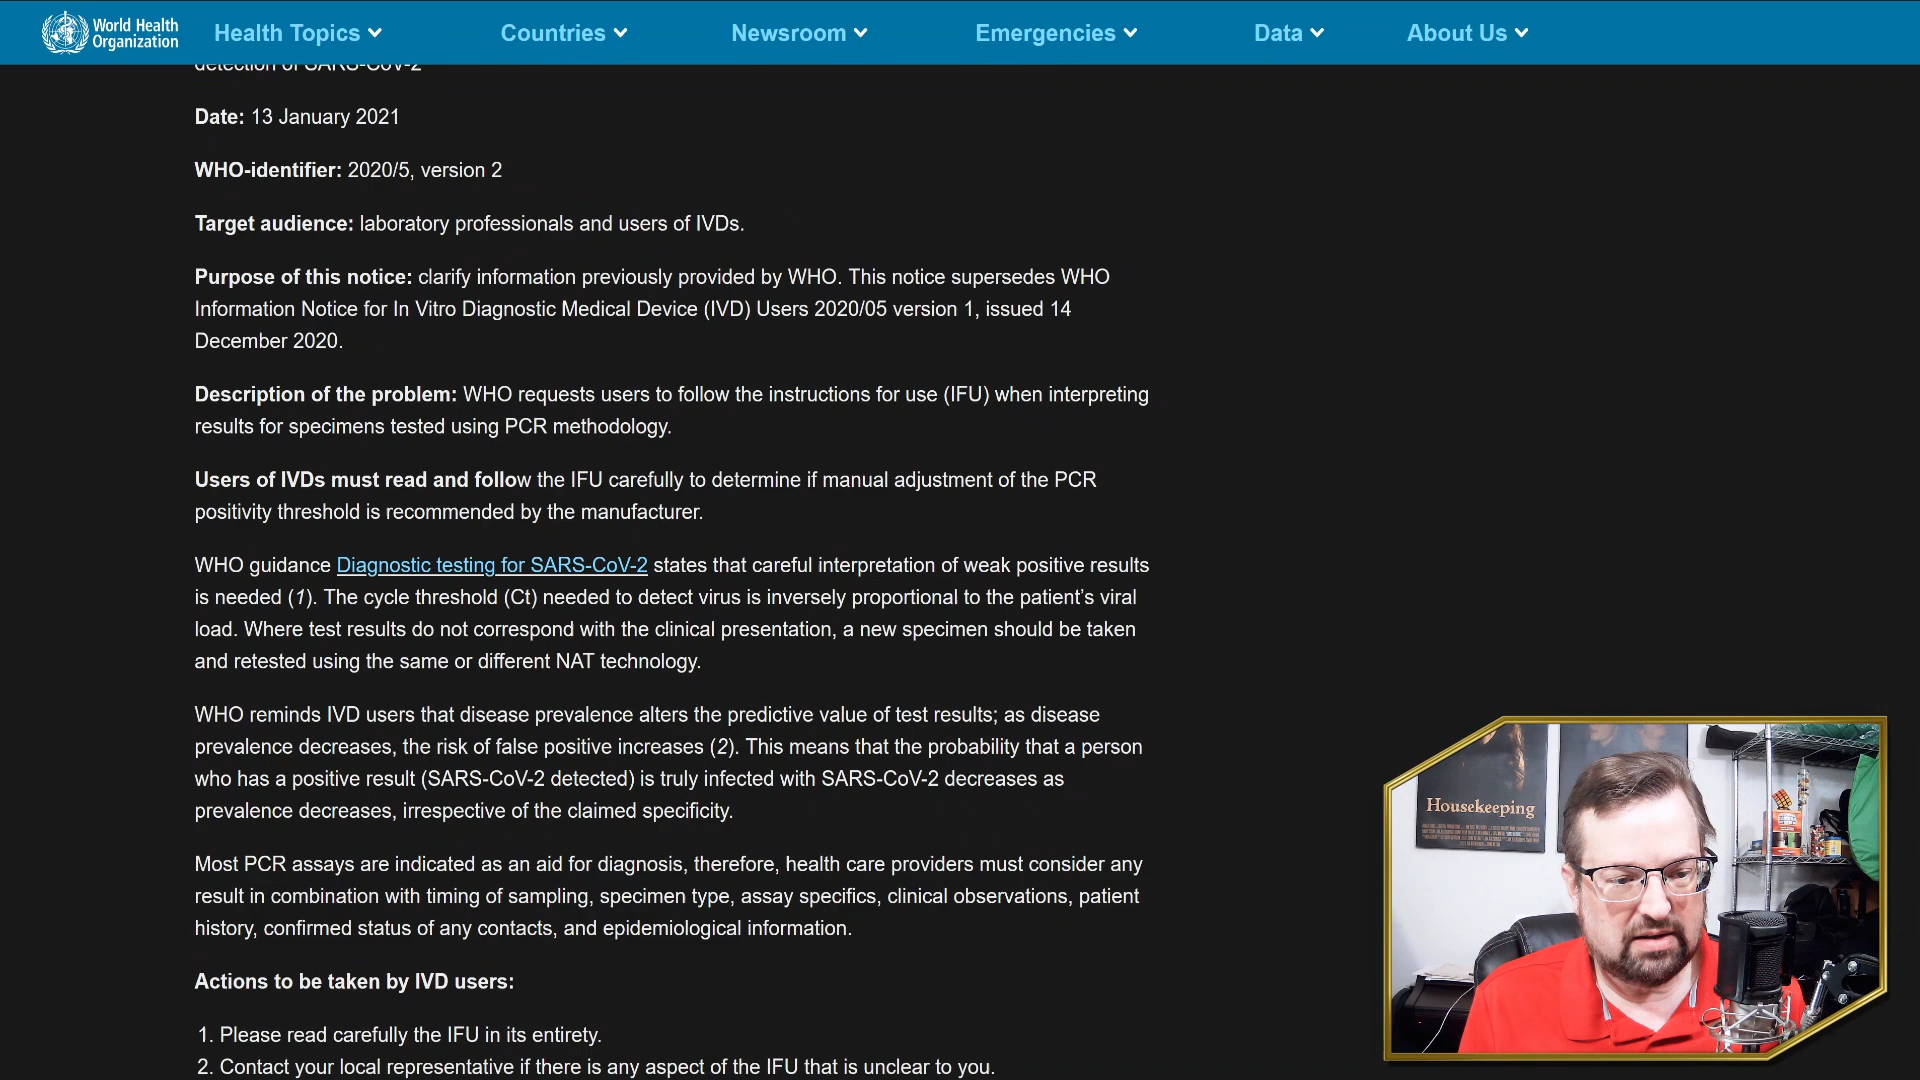 World Health
Organization
Health Topics
Countries
Newsroom
Emergencies
Data
About Us
detection of SARS-CoV-2
Date: 13 January 2021
WHO-identifier: 2020/5, version 2
Target audience: laboratory professionals and users of IVDs.
Purpose of this notice: clarify information previously provided by WHO. This notice supersedes WHO
Information Notice for In Vitro Diagnostic Medical Device (IVD) Users 2020/05 version 1, issued 14
December 2020.
Description of the problem: WHO requests users to follow the instructions for use (IFU) when interpreting
results for specimens tested using PCR methodology.
Users of IVDs must read and follow the IFU carefully to determine if manual adjustment of the PCR
positivity threshold is recommended by the manufacturer.
WHO guidance Diagnostic testing for SARS-CoV-2 states that careful interpretation of weak positive results
is needed (1). The cycle threshold (Ct) needed to detect virus is inversely proportional to the patient’s viral
load. Where test results do not correspond with the clinical presentation, a new specimen should be taken
and retested using the same or different NAT technology.
WHO reminds IVD users that disease prevalence alters the predictive value of test results; as disease
prevalence decreases, the risk of false positive increases (2). This means that the probability that a person
who has a positive result (SARS-CoV-2 detected) is truly infected with SARS-CoV-2 decreases as
prevalence decreases, irrespective of the claimed specificity.
Most PCR assays are indicated as an aid for diagnosis, therefore, health care providers must consider any
result in combination with timing of sampling, specimen type, assay specifics, clinical observations, patient
history, confirmed status of any contacts, and epidemiological information.
Actions to be taken by IVD users:
1. Please read carefully the IFU in its entirety.
2. Contact your local representative if there is any aspect of the IFU that is unclear to you.
Housekeeping